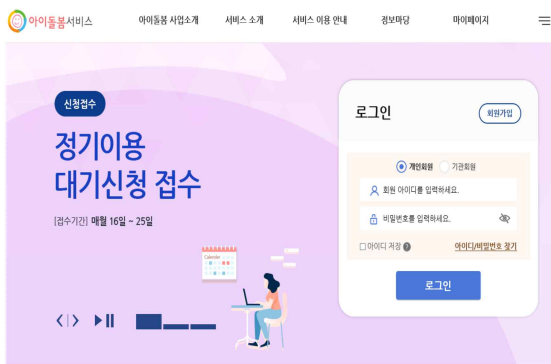 아이돌봄서비스
아이돌봄 사업소개 서비스 소개 서비스 이용 안내 정보마당 마이페이지
신청접수
정기이용
대기신청 접수
[접수기간] 매월 16일 ~ 25일
Calendar
로그인 회원가입
개인회원 기관회원
회원 아이디를 입력하세요.
비밀번호를 입력하세요.
아이디 저장 ? 아이디/비밀번호 찾기
로그인